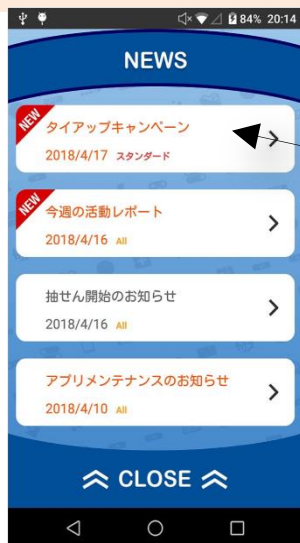 84% 20:14
NEWS
NEW
タイアップキャンペーン
2018/4/17 スタンダード
NEW
今週の活動レポート
2018/4/16 All
抽せん開始のお知らせ
2018/4/16 All
アプリメンテナンスのお知らせ
2018/4/10 All
CLOSE